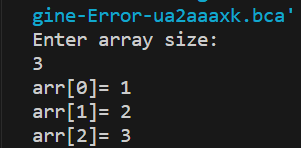 gine-Error-ua2aaaxk.bca'
Enter array size:
3
arr[0]= 1
arr[1]= 2
arr[2]= 3